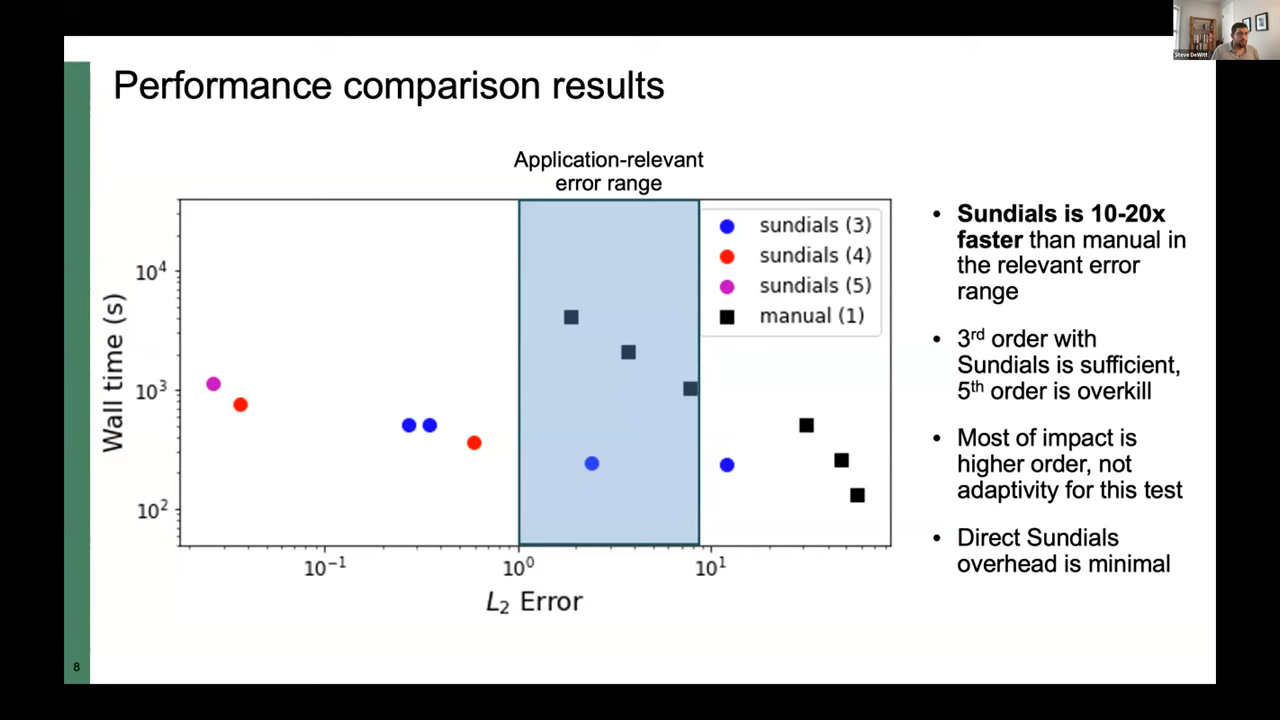 Steve DeWitt
Performance comparison results
Application-relevant
error range
sundials (3)
sundials (4)
sundials (5)
manual (1)
10⁴
10³
10²
Wall time (s)
10⁻¹
10⁰
10¹
L₂ Error
• Sundials is 10-20x
faster than manual in
the relevant error
range
• 3rd order with
Sundials is sufficient,
5th order is overkill
• Most of impact is
higher order, not
adaptivity for this test
• Direct Sundials
overhead is minimal
8